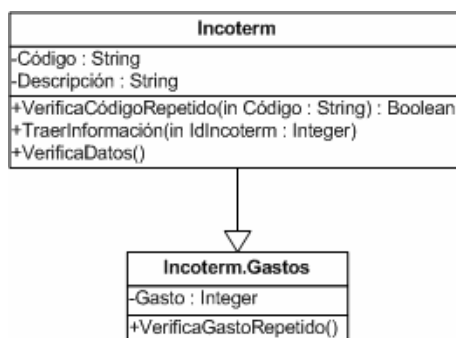 Incoterm
-Código : String
-Descripción : String
+VerificaCódigoRepetido(in Código : String) : Boolean
+TraerInformación(in IdIncoterm : Integer)
+VerificaDatos()
Incoterm.Gastos
-Gasto : Integer
+VerificaGastoRepetido()